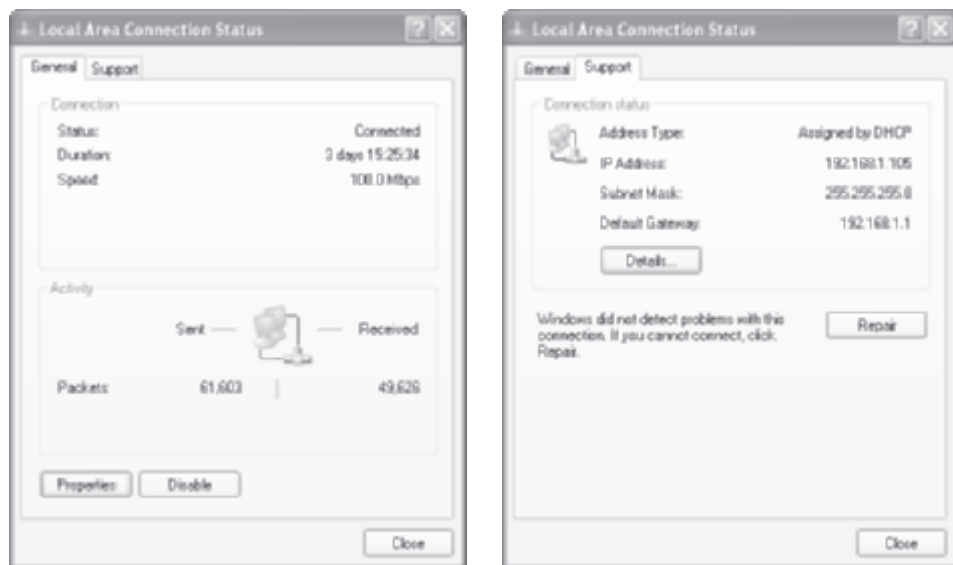 Local Area Connection Status
General Support
Connection
Status: Connected
Duration: 3 days 15:25:34
Speed: 100.0 Mbps
Activity
Sent Received
Packets: 61,603 49,626
Properties Disable
Close
Local Area Connection Status
General Support
Connection status
Address Type: Assigned by DHCP
IP Address: 192.168.1.105
Subnet Mask: 255.255.255.0
Default Gateway: 192.168.1.1
Details...
Windows did not detect problems with this
connection. If you cannot connect, click
Repair.
Repair
Close